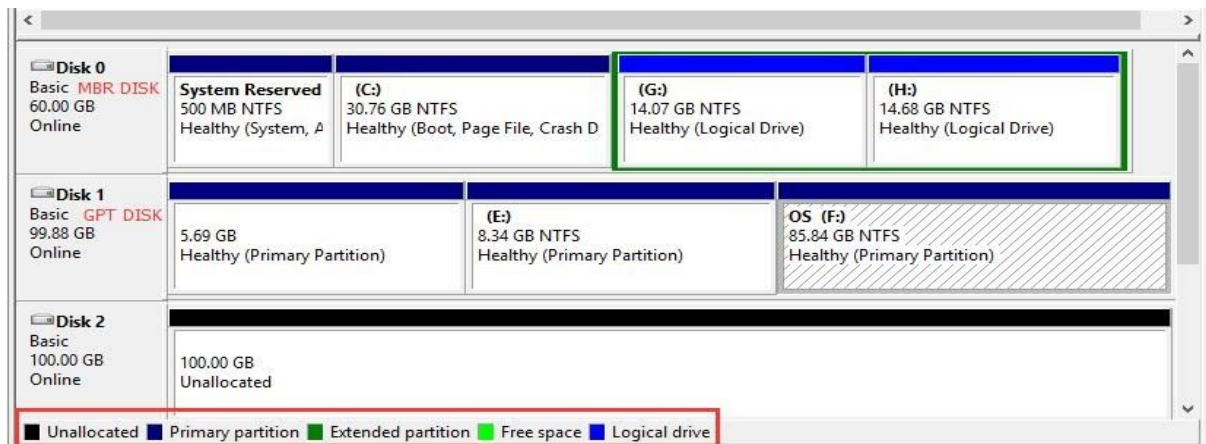 Disk 0
Basic MBR DISK
60.00 GB
Online
System Reserved
500 MB NTFS
Healthy (System, A
(C:)
30.76 GB NTFS
Healthy (Boot, Page File, Crash D
(G:)
14.07 GB NTFS
Healthy (Logical Drive)
(H:)
14.68 GB NTFS
Healthy (Logical Drive)
Disk 1
Basic GPT DISK
99.88 GB
Online
5.69 GB
Healthy (Primary Partition)
(E:)
8.34 GB NTFS
Healthy (Primary Partition)
OS (F:)
85.84 GB NTFS
Healthy (Primary Partition)
Disk 2
Basic
100.00 GB
Online
100.00 GB
Unallocated
Unallocated Primary partition Extended partition Free space Logical drive